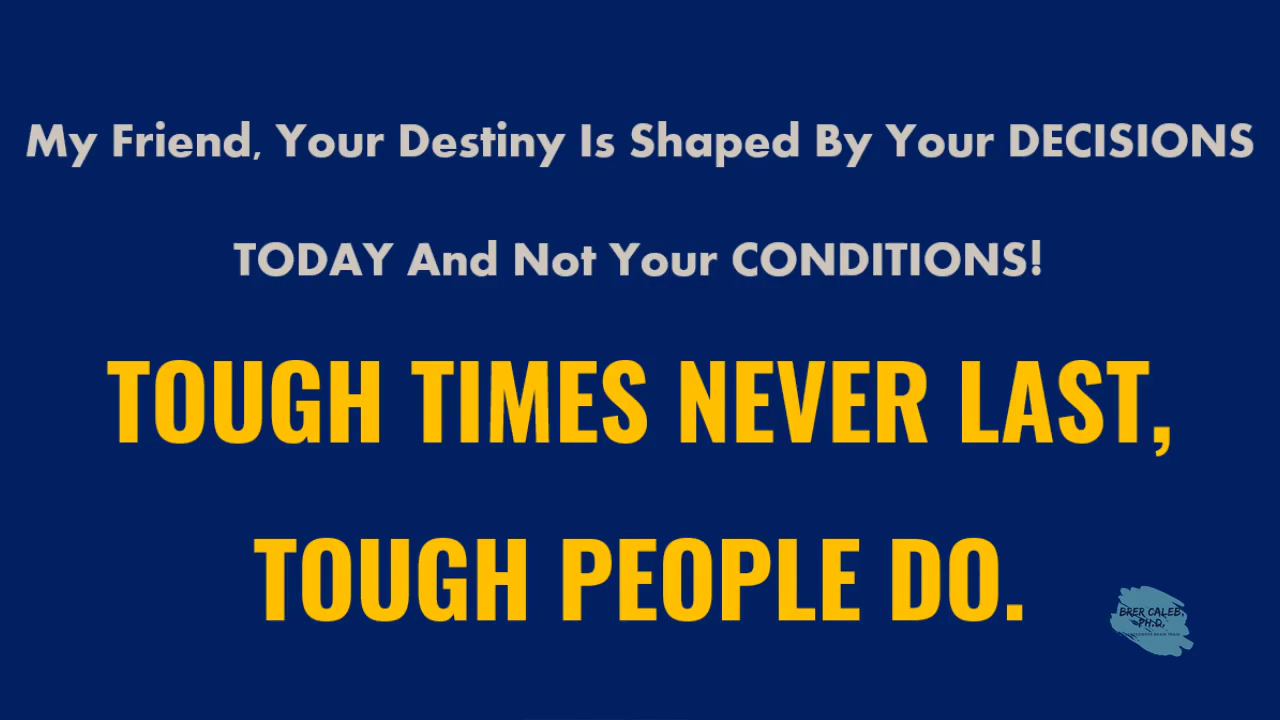 My Friend, Your Destiny Is Shaped By Your DECISIONS
TODAY And Not Your CONDITIONS!
TOUGH TIMES NEVER LAST,
TOUGH PEOPLE DO.
BRER CALEB,
PH.D.